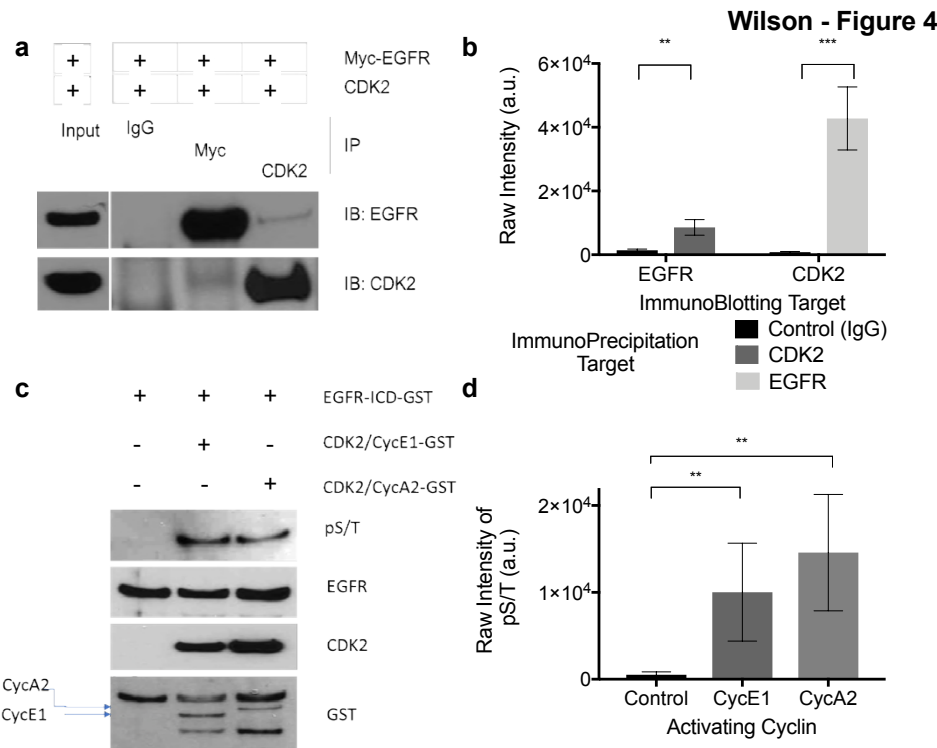 Wilson - Figure 4
a
+ + + + Myc-EGFR
+ + + + CDK2
Input IgG Myc CDK2 IP
IB: EGFR
IB: CDK2
b
** ***
Raw Intensity (a.u.)
6×10⁴
4×10⁴
2×10⁴
0
EGFR CDK2
ImmunoBlotting Target
ImmunoPrecipitation
Target
Control (IgG)
CDK2
EGFR
c
+ + + EGFR-ICD-GST
- + - CDK2/CycE1-GST
- - + CDK2/CycA2-GST
pS/T
EGFR
CDK2
CycA2
CycE1
GST
d
**
**
Raw Intensity of
pS/T (a.u.)
2×10⁴
1×10⁴
0
Control CycE1 CycA2
Activating Cyclin